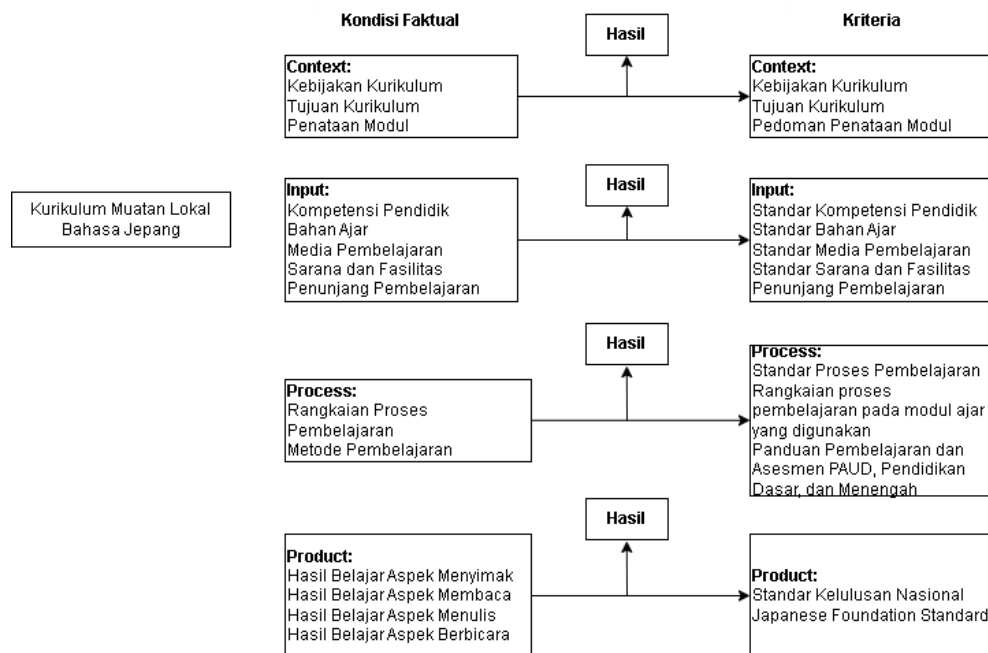 Kondisi Faktual
Kriteria
Hasil
Context:
Kebijakan Kurikulum
Tujuan Kurikulum
Penataan Modul
Context:
Kebijakan Kurikulum
Tujuan Kurikulum
Pedoman Penataan Modul
Kurikulum Muatan Lokal
Bahasa Jepang
Hasil
Input:
Kompetensi Pendidik
Bahan Ajar
Media Pembelajaran
Sarana dan Fasilitas
Penunjang Pembelajaran
Input:
Standar Kompetensi Pendidik
Standar Bahan Ajar
Standar Media Pembelajaran
Standar Sarana dan Fasilitas
Penunjang Pembelajaran
Hasil
Process:
Rangkaian Proses
Pembelajaran
Metode Pembelajaran
Process:
Standar Proses Pembelajaran
Rangkaian proses
pembelajaran pada modul ajar
yang digunakan
Panduan Pembelajaran dan
Asesmen PAUD, Pendidikan
Dasar, dan Menengah
Hasil
Product:
Hasil Belajar Aspek Menyimak
Hasil Belajar Aspek Membaca
Hasil Belajar Aspek Menulis
Hasil Belajar Aspek Berbicara
Product:
Standar Kelulusan Nasional
Japanese Foundation Standard